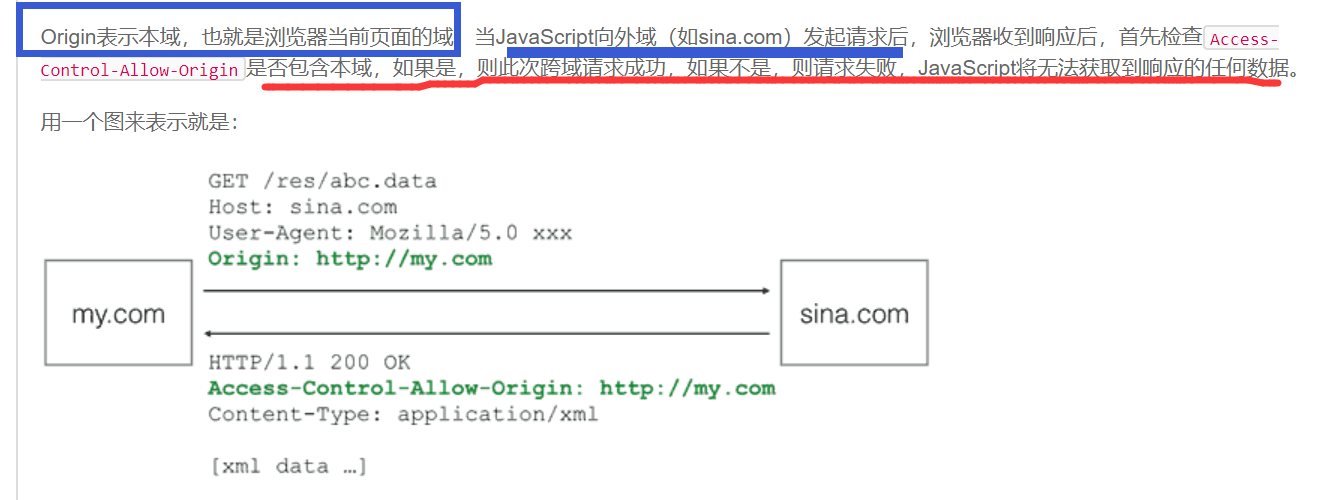 Origin表示本域，也就是浏览器当前页面的域 当JavaScript向外域（如sina.com）发起请求后，浏览器收到响应后，首先检查Access-
Control-Allow-Origin是否包含本域，如果是，则此次跨域请求成功，如果不是，则请求失败，JavaScript将无法获取到响应的任何数据。
用一个图来表示就是：
GET /res/abc.data
Host: sina.com
User-Agent: Mozilla/5.0 xxx
Origin: http://my.com
my.com
sina.com
HTTP/1.1 200 OK
Access-Control-Allow-Origin: http://my.com
Content-Type: application/xml
[xml data …]